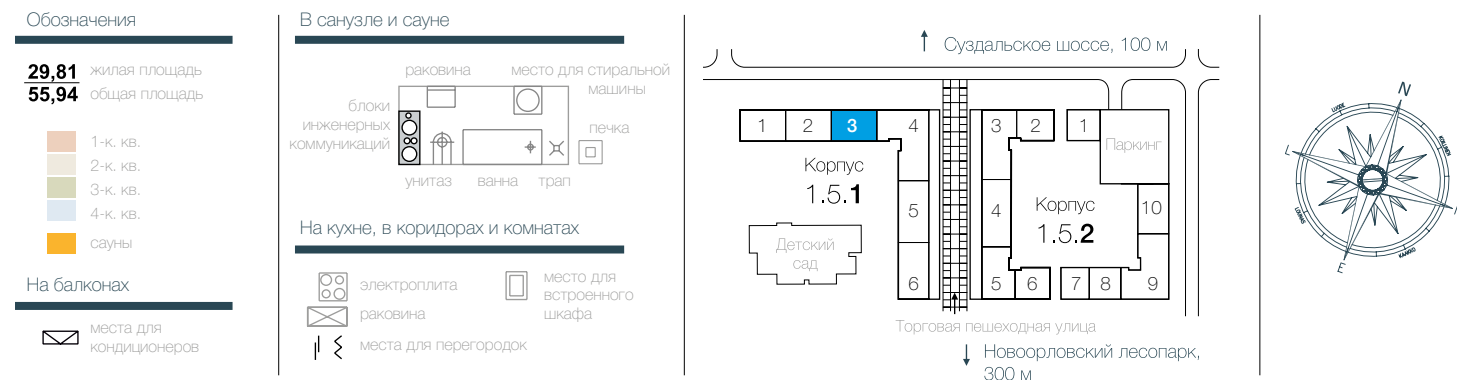 Обозначения
29,81 жилая площадь
55,94 общая площадь
1-к. кв.
2-к. кв.
3-к. кв.
4-к. кв.
сауны
На балконах
места для
кондиционеров
В санузле и сауне
раковина
место для стиральной
машины
блоки
инженерных
коммуникаций
печка
унитаз
ванна
трап
На кухне, в коридорах и комнатах
электроплита
раковина
места для перегородок
место для
встроенного
шкафа
Суздальское шоссе, 100 м
1 2 3 4
3 2 1
Паркинг
Корпус
1.5.1
5
4
10
Корпус
1.5.2
Детский
сад
6
5 6 7 8 9
Торговая пешеходная улица
Новоорловский лесопарк,
300 м
N
LUODE
KOILLINEN
L
LOUNAS
KAAKKO
E